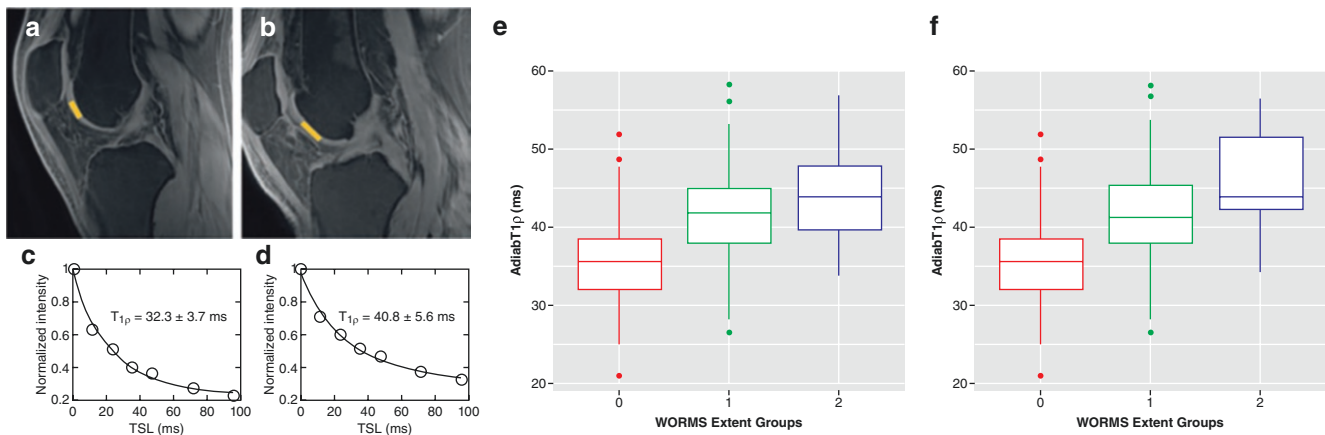 a
b
c
Normalized intensity
1
0.8
0.6
0.4
0.2
0 20 40 60 80 100
TSL (ms)
T1ρ = 32.3 ± 3.7 ms
d
Normalized intensity
1
0.8
0.6
0.4
0.2
0 20 40 60 80 100
TSL (ms)
T1ρ = 40.8 ± 5.6 ms
e
AdiabT1ρ (ms)
60
50
40
30
20
0 1 2
WORMS Extent Groups
f
AdiabT1ρ (ms)
60
50
40
30
20
0 1 2
WORMS Extent Groups